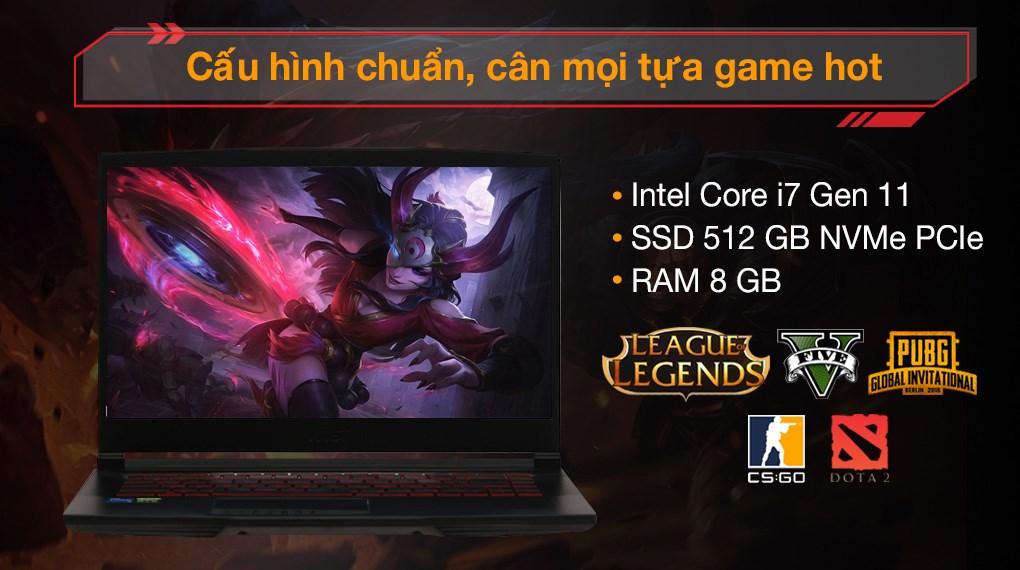 Cấu hình chuẩn, cân mọi tựa game hot
• Intel Core i7 Gen 11
• SSD 512 GB NVMe PCIe
• RAM 8 GB
LEAGUE OF
LEGENDS
V
FIVE
PUBG
GLOBAL INVITATIONAL
BERLIN 2018
CS:GO
DOTA 2